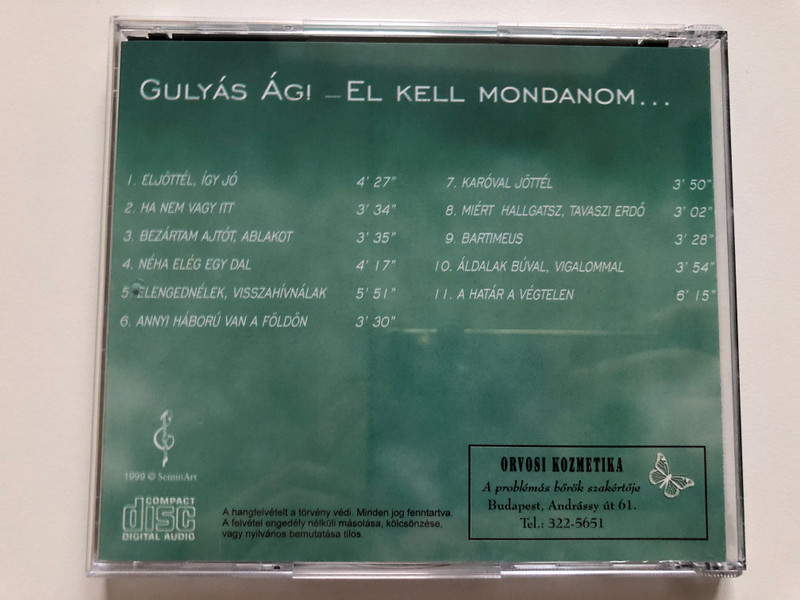 GULYÁS ÁGI – EL KELL MONDANOM...
1. ELJÖTTÉL, ÍGY JÓ 4' 27"
2. HA NEM VAGY ITT 3' 34"
3. BEZÁRTAM AJTÓT, ABLAKOT 3' 35"
4. NÉHA ELÉG EGY DAL 4' 17"
5. ELENGEDNÉLEK, VISSZAHÍVNÁLAK 5' 51"
6. ANNYI HÁBORÚ VAN A FÖLDÖN 3' 30"
7. KARÓVAL JÖTTÉL 3' 50"
8. MIÉRT HALLGATSZ, TAVASZI ERDŐ 3' 02"
9. BARTIMEUS 3' 28"
10. ÁLDALAK BÚVAL, VIGALOMMAL 3' 54"
11. A HATÁR A VÉGTELEN 6' 15"
1999 © SeminArt
COMPACT
disc
DIGITAL AUDIO
A hangfelvételt a törvény védi. Minden jog fenntartva.
A felvétel engedély nélküli másolása, kölcsönzése,
vagy nyilvános bemutatása tilos.
ORVOSI KOZMETIKA
A problémás bőrök szakértője
Budapest, Andrássy út 61.
Tel.: 322-5651